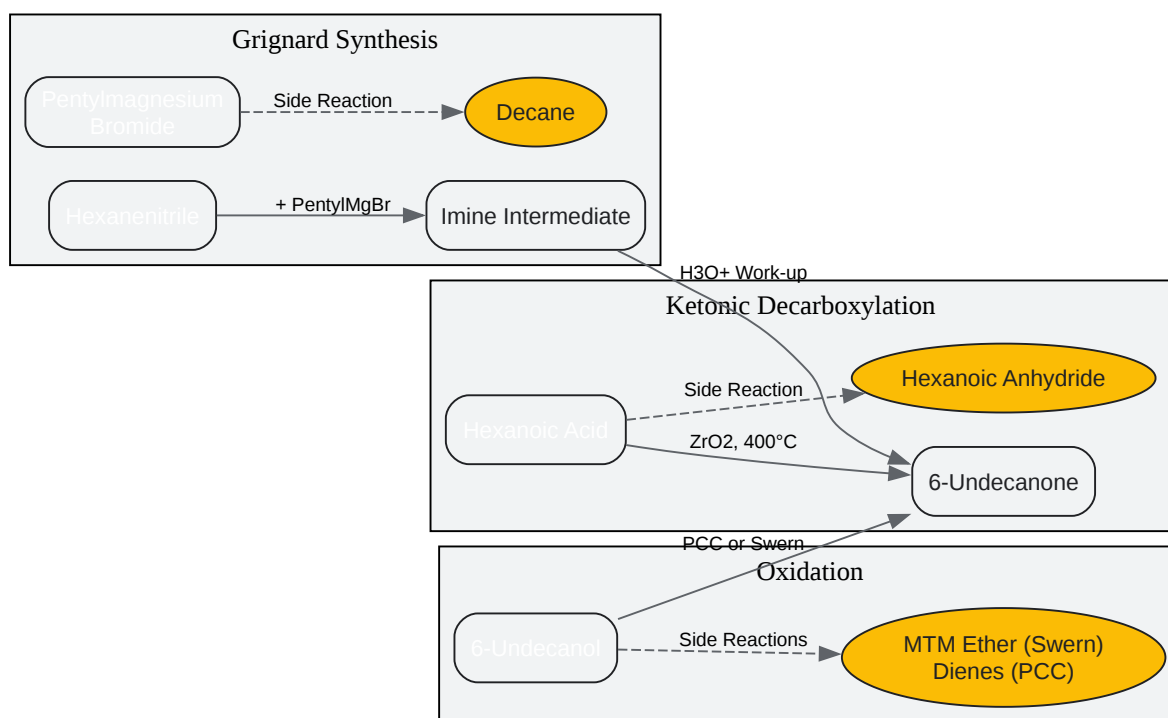 Grignard Synthesis
Pentylmagnesium
Bromide
Side Reaction
Decane
Hexanenitrile
+ PentylMgBr
Imine Intermediate
H3O+ Work-up
Ketonic Decarboxylation
Hexanoic Acid
Side Reaction
Hexanoic Anhydride
ZrO2, 400°C
6-Undecanone
PCC or Swern
Oxidation
6-Undecanol
Side Reactions
MTM Ether (Swern)
Dienes (PCC)